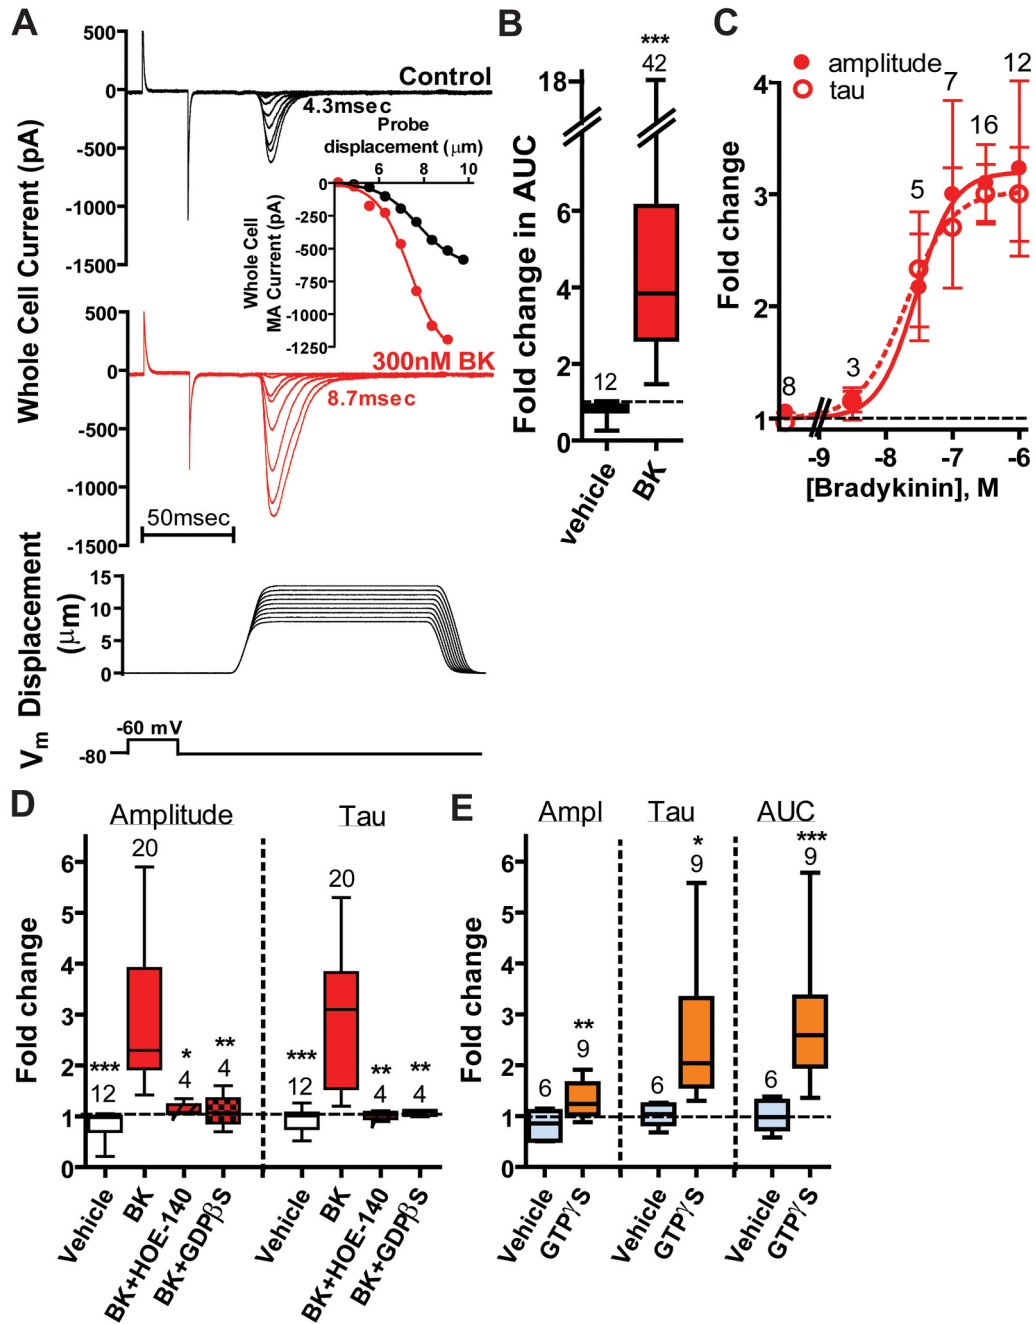 A
Whole Cell Current (pA)
500
0
-500
-1000
-1500
Control
4.3msec
Probe
displacement (μm)
6 8 10
0
-250
-500
-750
-1000
-1250
Whole Cell
MA Current (pA)
500
0
-500
-1000
-1500
300nM BK
8.7msec
50msec
Displacement
(μm)
15
10
5
0
Vm
-60 mV
-80
B
Fold change in AUC
18
6
4
2
0
***
42
12
vehicle
BK
C
amplitude
tau
Fold change
4
3
2
1
8
3
5
7
16
12
-9 -8 -7 -6
[Bradykinin], M
D
Amplitude
Tau
Fold change
6
5
4
3
2
1
0
***
12
20
*
4
**
4
***
12
20
**
4
**
4
Vehicle
BK
BK+HOE-140
BK+GDPβS
Vehicle
BK
BK+HOE-140
BK+GDPβS
E
Ampl
Tau
AUC
Fold change
6
5
4
3
2
1
0
6
**
9
6
*
9
6
***
9
Vehicle
GTPγS
Vehicle
GTPγS
Vehicle
GTPγS